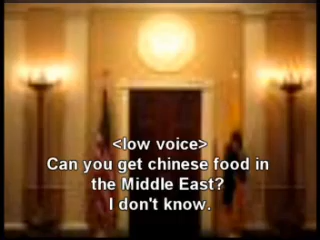 <low voice>
Can you get chinese food in
the Middle East?
I don't know.